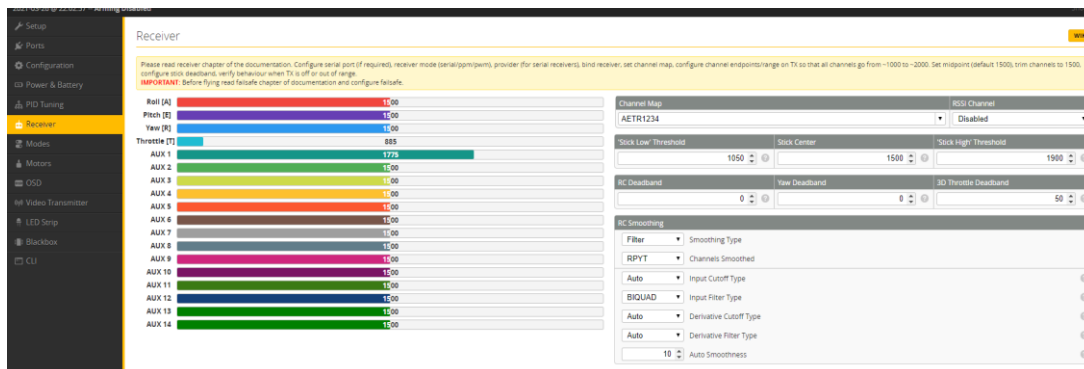 2021-03-26 @ 22:02:57 -- Arming Disabled
Setup
Ports
Configuration
Power & Battery
PID Tuning
Receiver
Modes
Motors
OSD
Video Transmitter
LED Strip
Blackbox
CLI
Receiver
Please read receiver chapter of the documentation. Configure serial port (if required), receiver mode (serial/ppm/pwm), provider (for serial receivers), bind receiver, set channel map, configure channel endpoints/range on TX so that all channels go from ~1000 to ~2000. Set midpoint (default 1500), trim channels to 1500,
configure stick deadband, verify behaviour when TX is off or out of range.
IMPORTANT: Before flying read failsafe chapter of documentation and configure failsafe.
Roll [A] 1500
Pitch [E] 1500
Yaw [R] 1500
Throttle [T] 885
AUX 1 1775
AUX 2 1500
AUX 3 1500
AUX 4 1500
AUX 5 1500
AUX 6 1500
AUX 7 1500
AUX 8 1500
AUX 9 1500
AUX 10 1500
AUX 11 1500
AUX 12 1500
AUX 13 1500
AUX 14 1500
Channel Map RSSI Channel
AETR1234 Disabled
'Stick Low' Threshold Stick Center 'Stick High' Threshold
1050 1500 1900
RC Deadband Yaw Deadband 3D Throttle Deadband
0 0 50
RC Smoothing
Filter Smoothing Type
RPYT Channels Smoothed
Auto Input Cutoff Type
BIQUAD Input Filter Type
Auto Derivative Cutoff Type
Auto Derivative Filter Type
10 Auto Smoothness